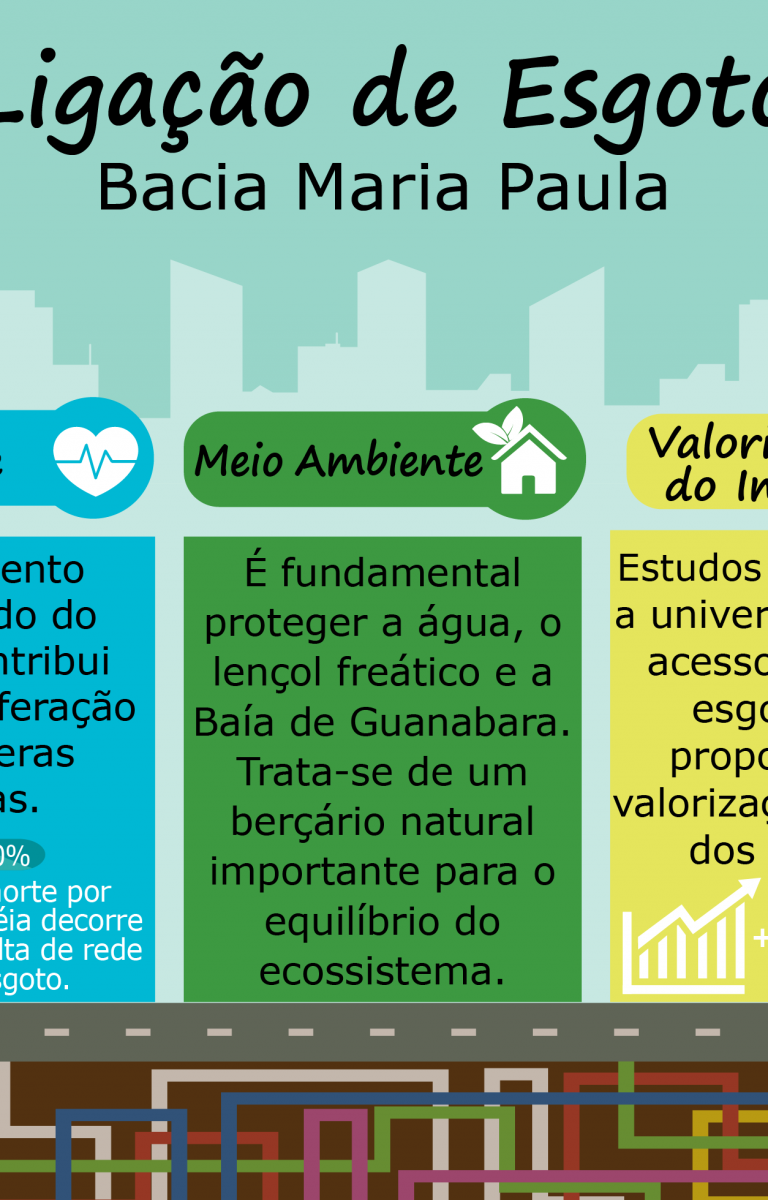 Ligação de Esgoto
Bacia Maria Paula
Meio Ambiente
Valori
do In
ento
do do
ntribui
feração
eras
as.
0%
norte por
éia decorre
lta de rede
sgoto.
É fundamental
proteger a água, o
lençol freático e a
Baía de Guanabara.
Trata-se de um
berçário natural
importante para o
equilíbrio do
ecossistema.
Estudos
a univer
acesso
esgo
propo
valorizaç
dos
+